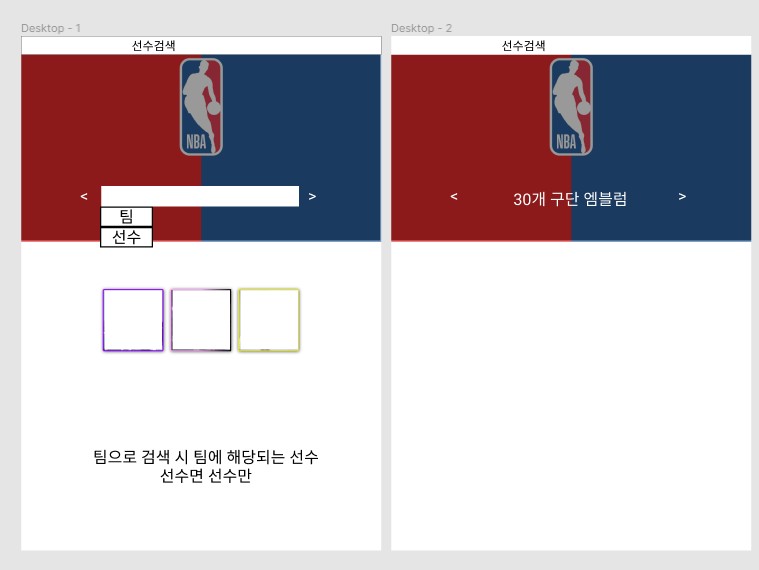 Desktop - 1
선수검색
NBA
< >
팀
선수
팀으로 검색 시 팀에 해당되는 선수
선수면 선수만
Desktop - 2
선수검색
NBA
< 30개 구단 엠블럼 >